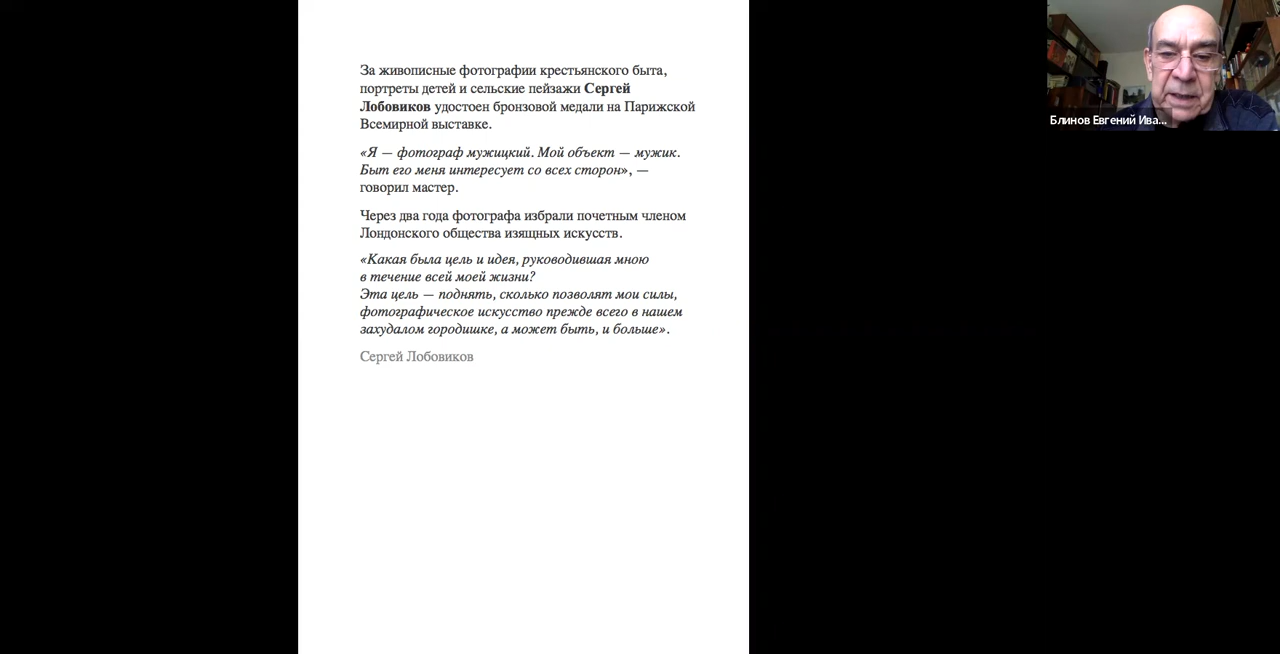 За живописные фотографии крестьянского быта,
портреты детей и сельские пейзажи Сергей
Лобовиков удостоен бронзовой медали на Парижской
Всемирной выставке.
«Я — фотограф мужицкий. Мой объект — мужик.
Быт его меня интересует со всех сторон», —
говорил мастер.
Через два года фотографа избрали почетным членом
Лондонского общества изящных искусств.
«Какая была цель и идея, руководившая мною
в течение всей моей жизни?
Эта цель — поднять, сколько позволят мои силы,
фотографическое искусство прежде всего в нашем
захудалом городишке, а может быть, и больше».
Сергей Лобовиков
Блинов Евгений Ива...